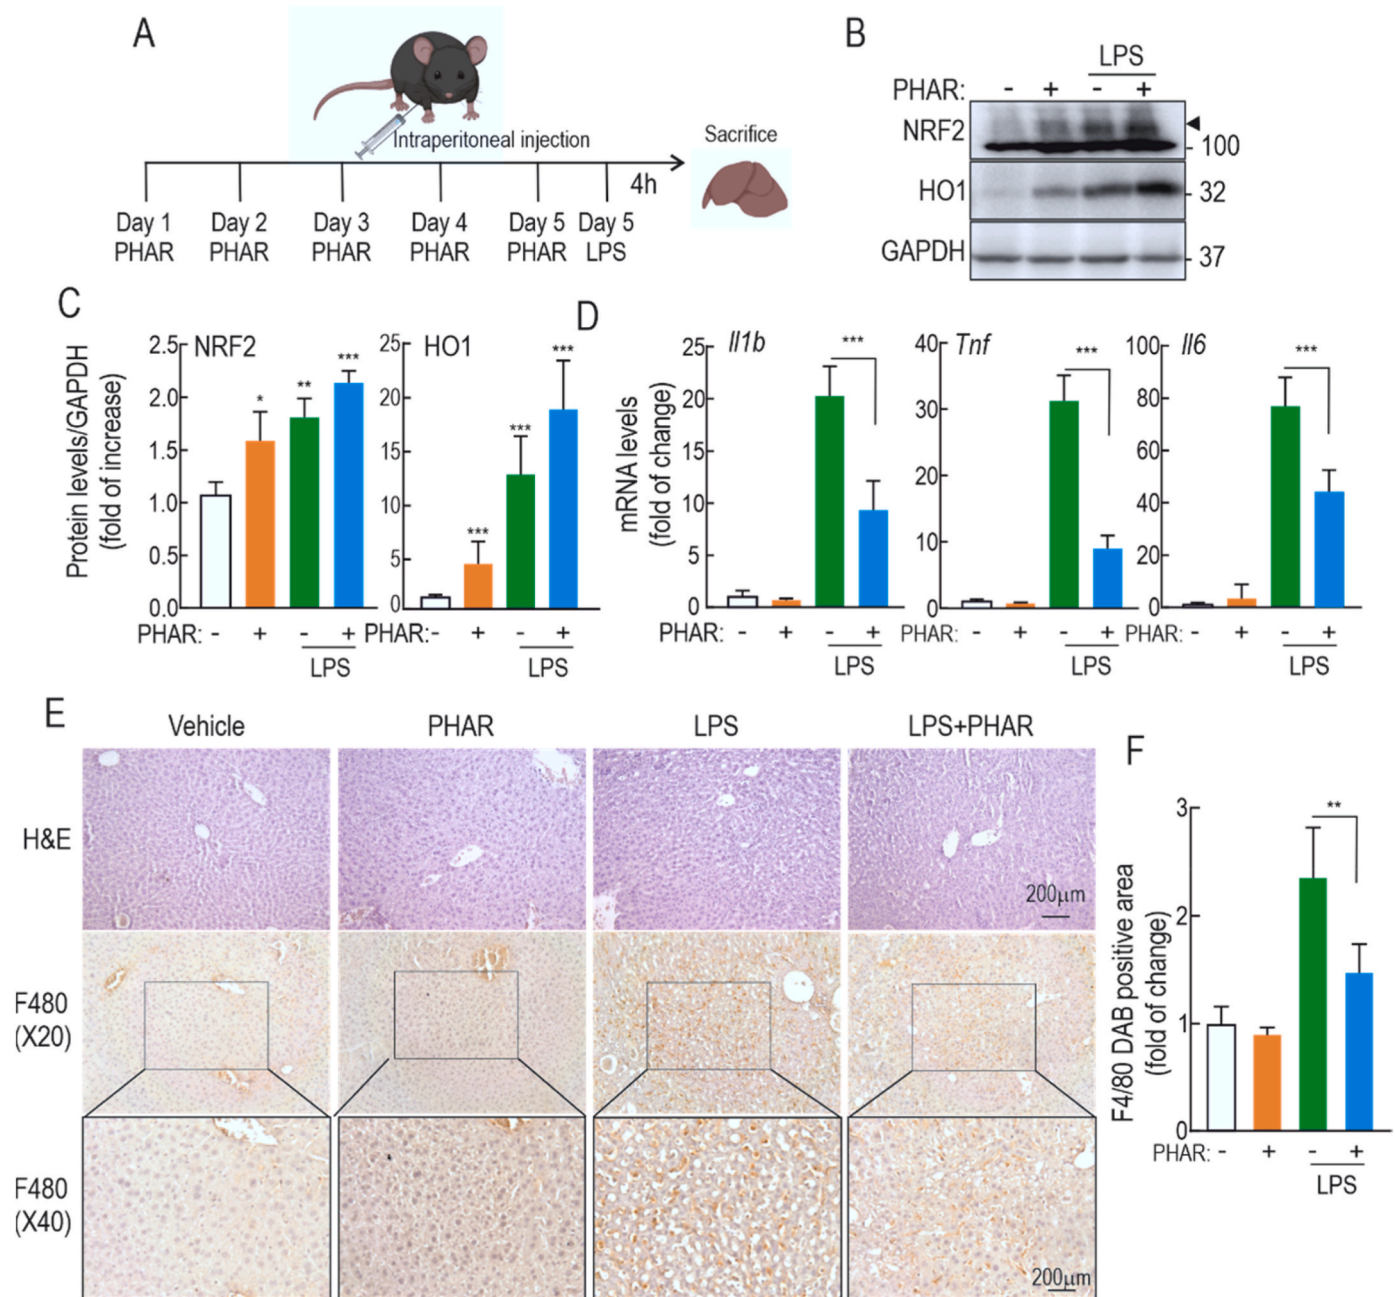 A
Intraperitoneal injection
Sacrifice
4h
Day 1 Day 2 Day 3 Day 4 Day 5 Day 5
PHAR PHAR PHAR PHAR PHAR LPS
B
LPS
PHAR: - + - +
NRF2
100
HO1
32
GAPDH
37
C
Protein levels/GAPDH
(fold of increase)
NRF2
2.5
2.0
1.5
1.0
0.5
0.0
* ** ***
PHAR: - + - +
LPS
HO1
25
20
15
10
5
0
*** *** ***
PHAR: - + - +
LPS
D
mRNA levels
(fold of change)
Il1b
25
20
15
10
5
0
***
PHAR: - + - +
LPS
Tnf
40
30
20
10
0
***
PHAR: - + - +
LPS
Il6
100
80
60
40
20
0
***
PHAR: - + - +
LPS
E
Vehicle PHAR LPS LPS+PHAR
H&E
200µm
F480
(X20)
F480
(X40)
200µm
F
F4/80 DAB positive area
(fold of change)
3
2
1
0
**
PHAR: - + - +
LPS